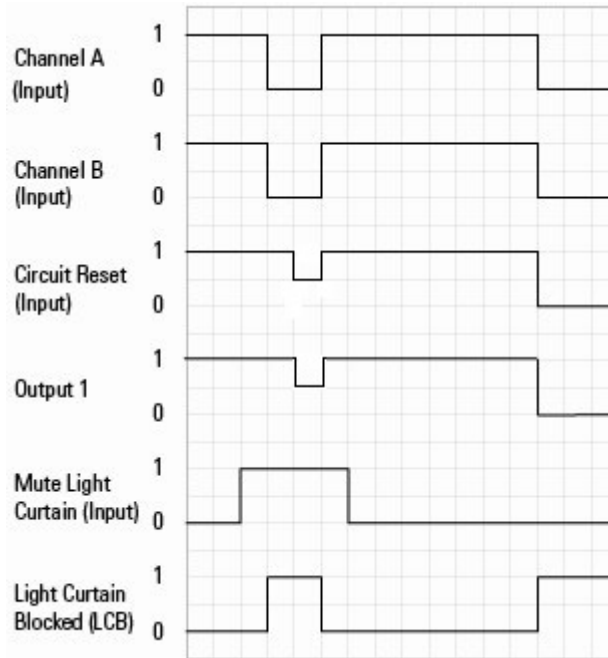 1
Channel A
(Input)
0
1
Channel B
(Input)
0
1
Circuit Reset
(Input)
0
1
Output 1
0
1
Mute Light
Curtain (Input)
0
1
Light Curtain
Blocked (LCB)
0